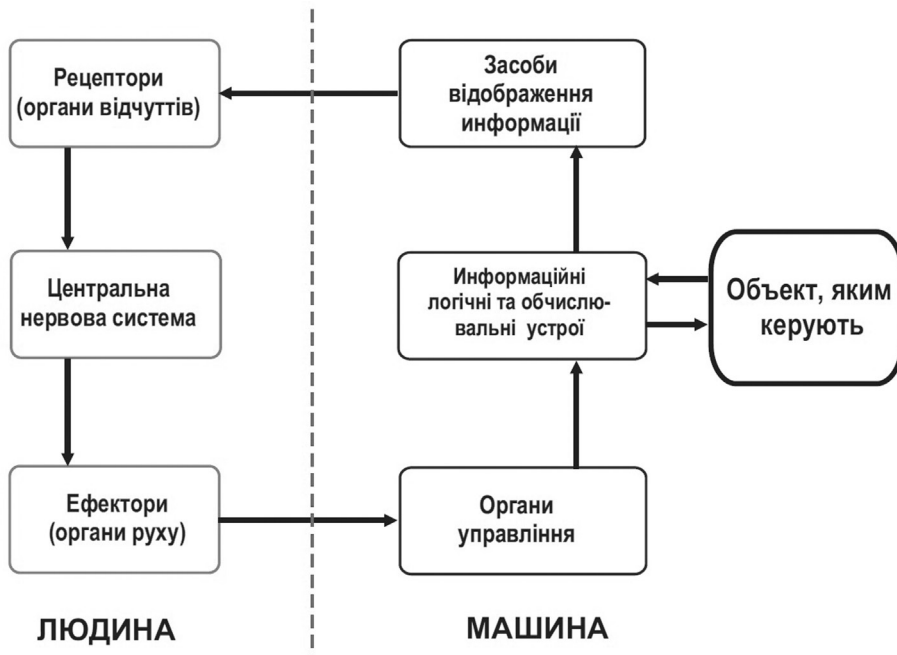 Рецептори
(органи відчуттів)
Засоби
відображення
информації
Центральна
нервова система
Информаційні
логічні та обчислю-
вальні устрої
Объект, яким
керують
Ефектори
(органи руху)
Органи
управління
ЛЮДИНА
МАШИНА